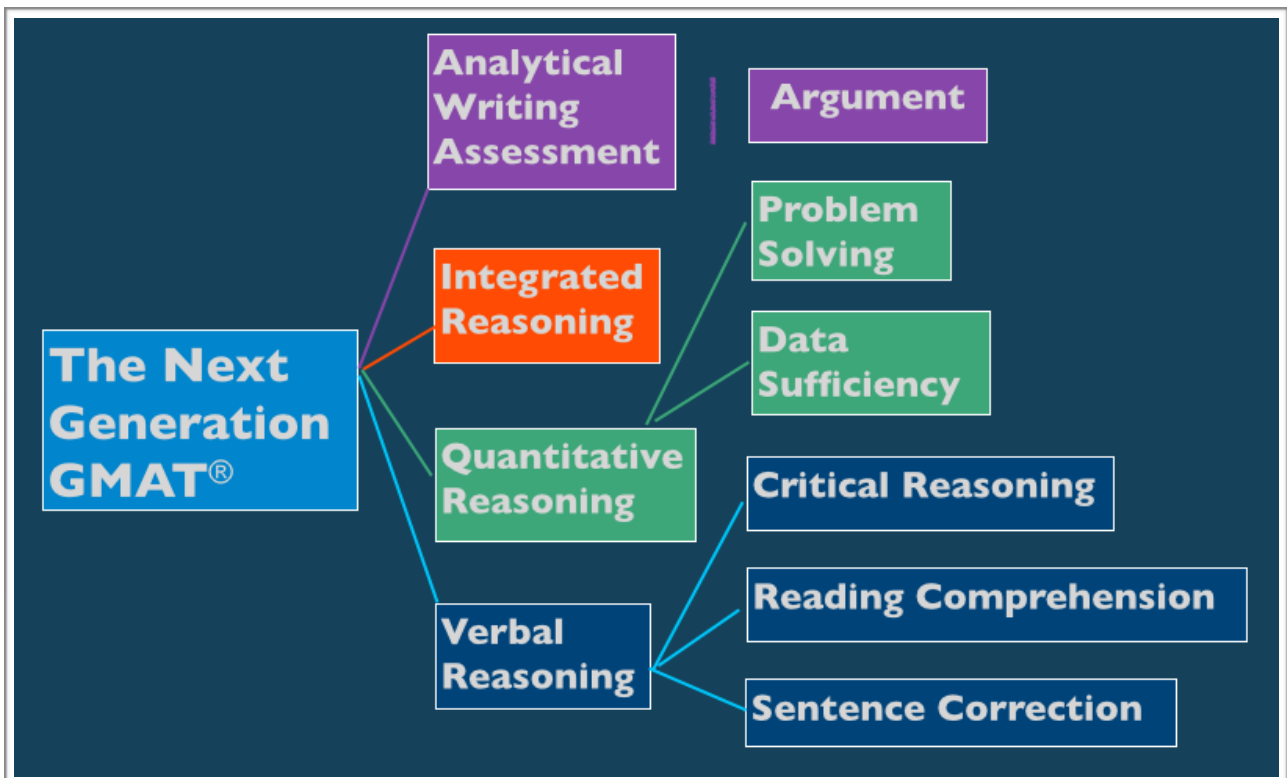 The Next
Generation
GMAT®
Analytical
Writing
Assessment
Argument
Integrated
Reasoning
Quantitative
Reasoning
Problem
Solving
Data
Sufficiency
Verbal
Reasoning
Critical Reasoning
Reading Comprehension
Sentence Correction